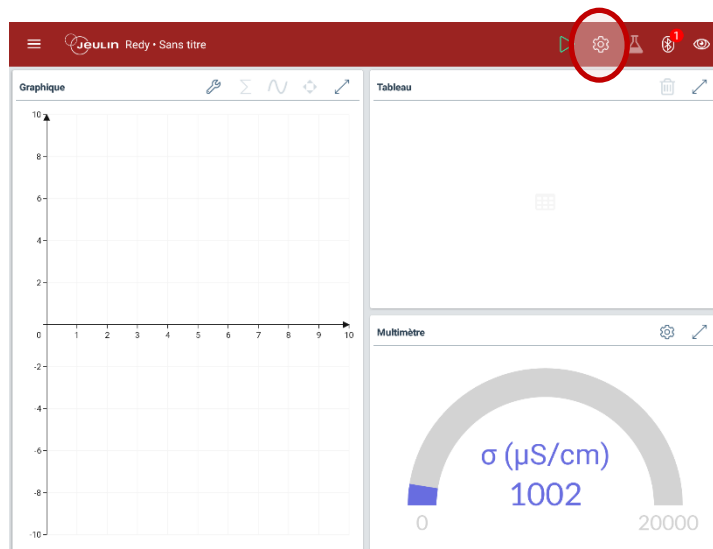 Jeulin Redy • Sans titre
1
Graphique
Tableau
10
8
6
4
2
0 1 2 3 4 5 6 7 8 9 10
-2
-4
-6
-8
-10
Multimètre
σ (µS/cm)
1002
0 20000